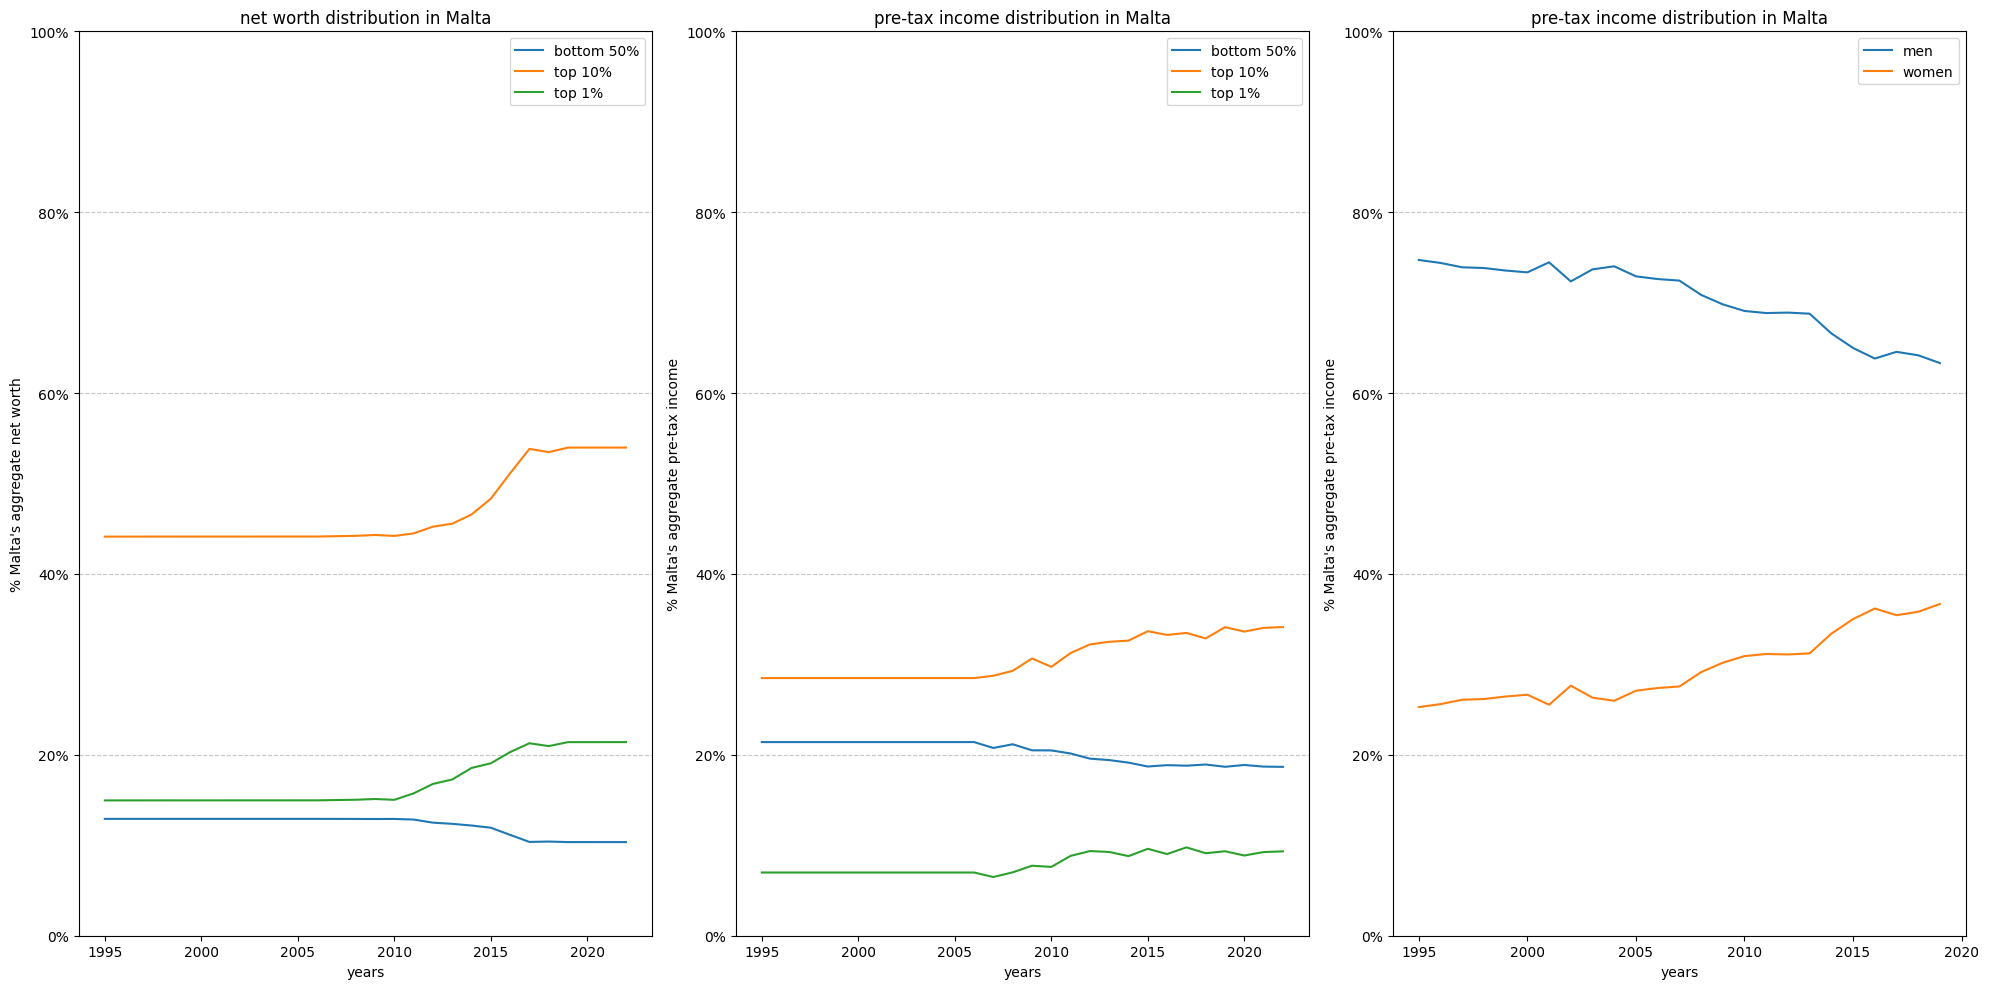 net worth distribution in Malta
100%
80%
60%
40%
20%
0%
% Malta's aggregate net worth
bottom 50%
top 10%
top 1%
1995 2000 2005 2010 2015 2020
years
pre-tax income distribution in Malta
100%
80%
60%
40%
20%
0%
% Malta's aggregate pre-tax income
bottom 50%
top 10%
top 1%
1995 2000 2005 2010 2015 2020
years
pre-tax income distribution in Malta
100%
80%
60%
40%
20%
0%
% Malta's aggregate pre-tax income
men
women
1995 2000 2005 2010 2015 2020
years